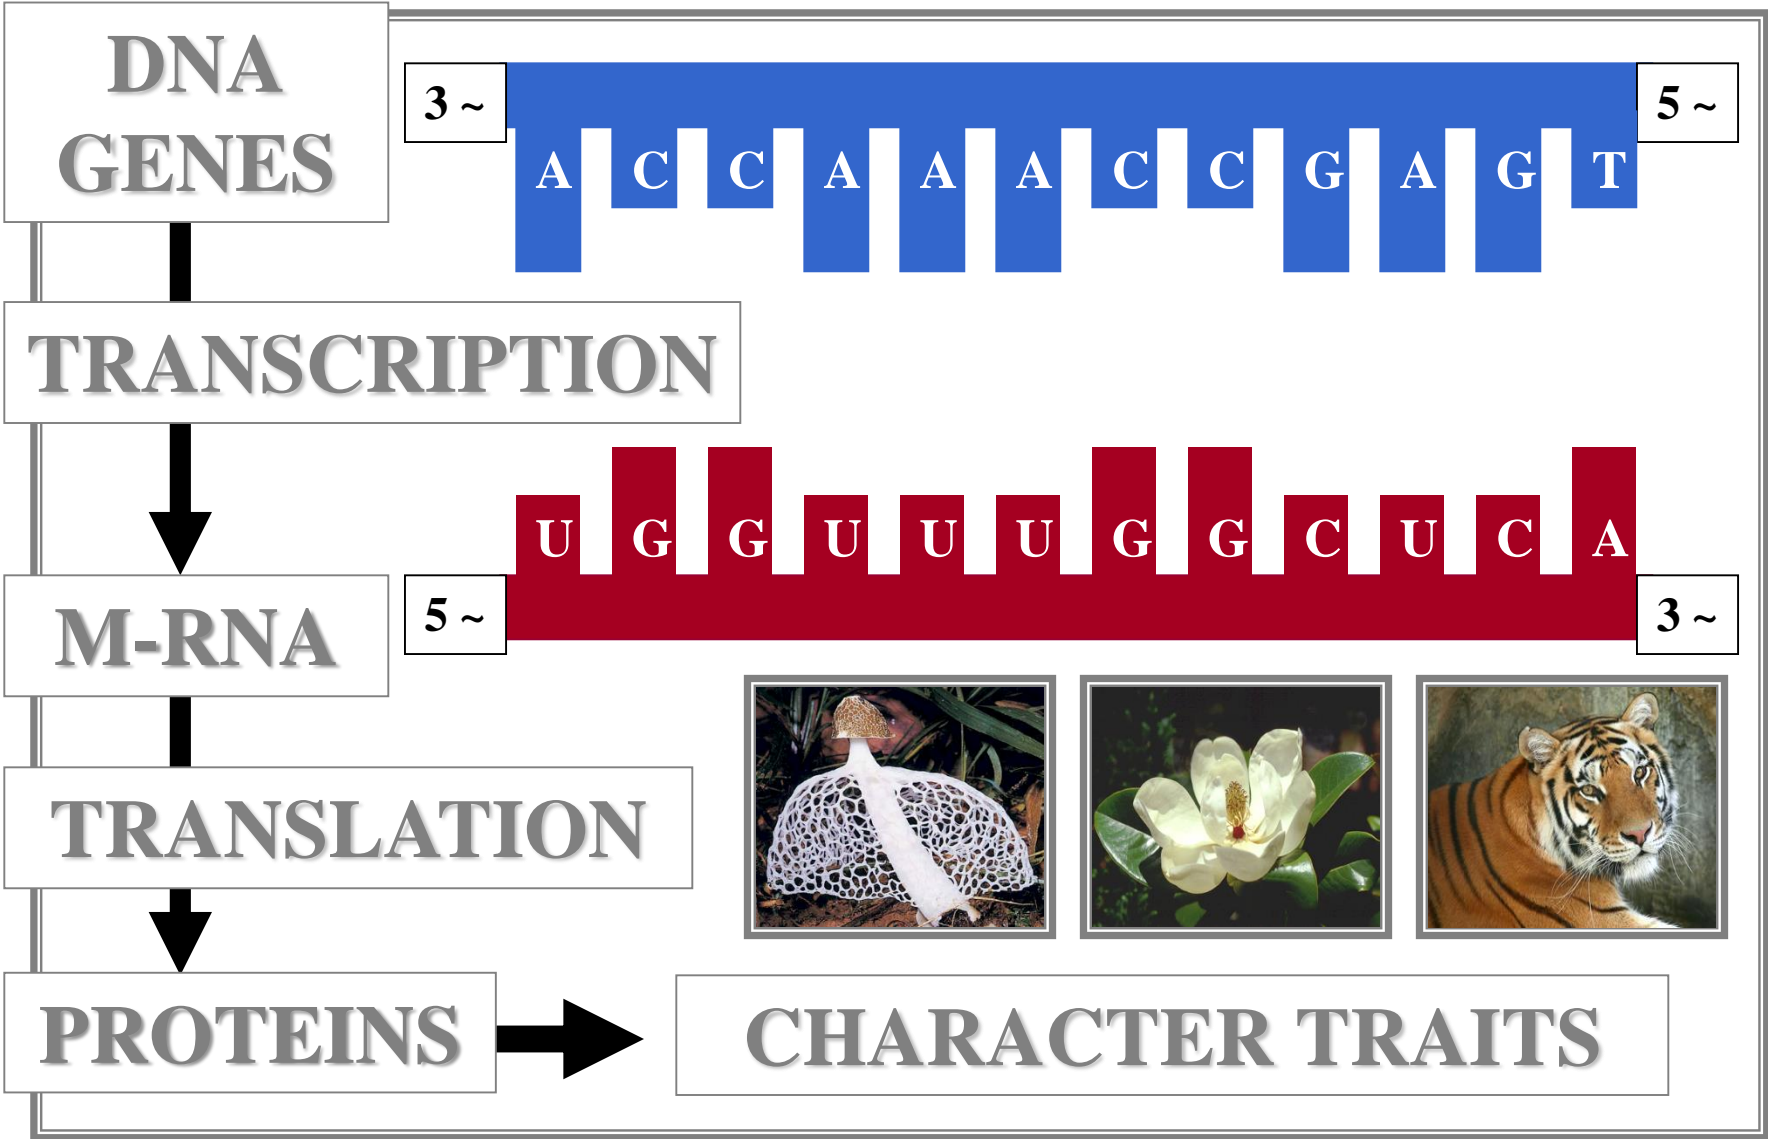 DNA
GENES
3 ~
5 ~
A C C A A A C C G A G T
TRANSCRIPTION
U G G U U U G G C U C A
M-RNA
5 ~
3 ~
TRANSLATION
PROTEINS
CHARACTER TRAITS